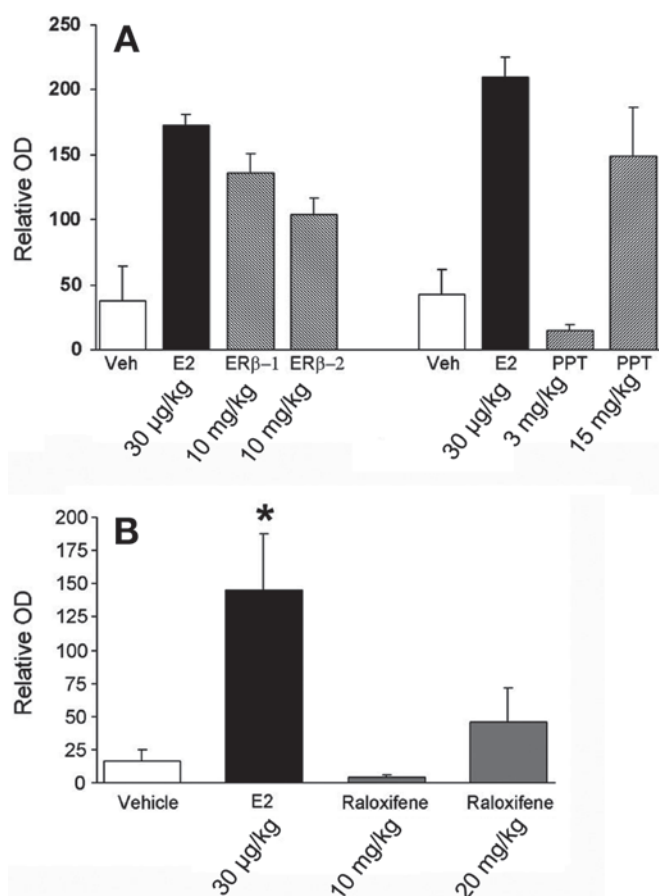 A
Relative OD
250
200
150
100
50
0
Veh E2 ERβ–1 ERβ–2 Veh E2 PPT PPT
30 µg/kg 10 mg/kg 10 mg/kg 30 µg/kg 3 mg/kg 15 mg/kg
B
*
Relative OD
200
175
150
125
100
75
50
25
0
Vehicle E2 Raloxifene Raloxifene
30 µg/kg 10 mg/kg 20 mg/kg